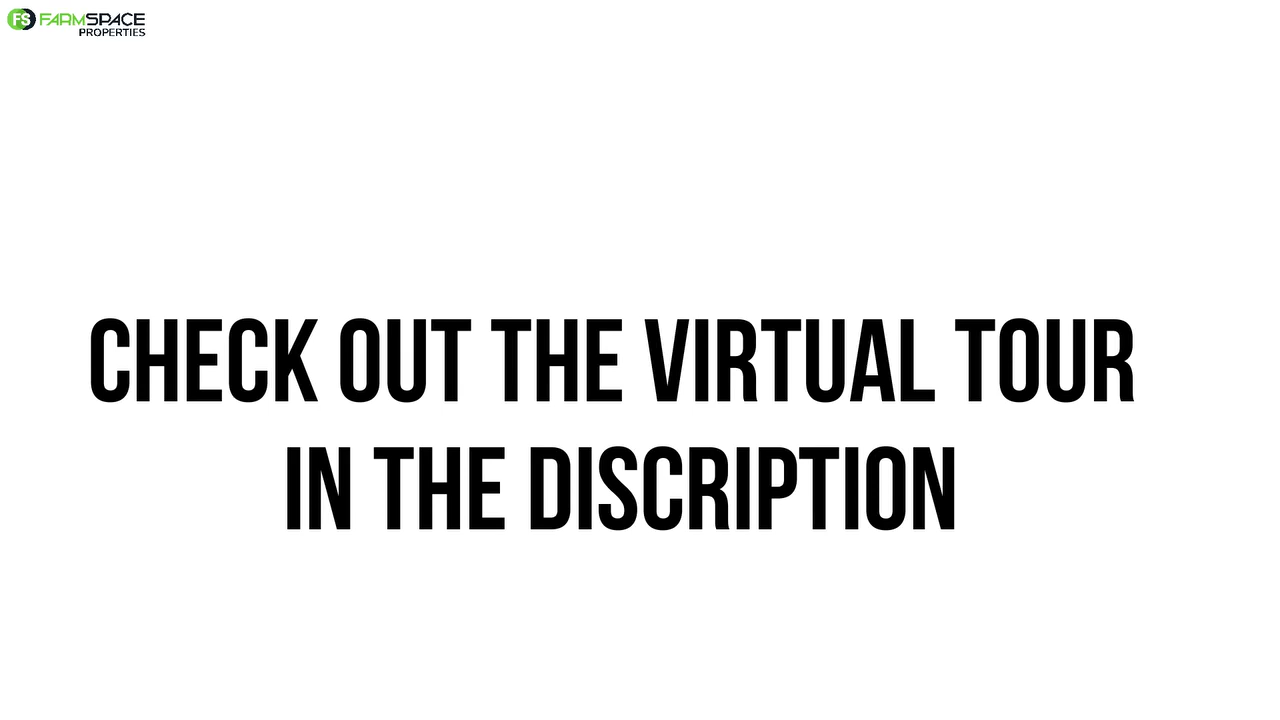 FS FARMSPACE
PROPERTIES
CHECK OUT THE VIRTUAL TOUR
IN THE DISCRIPTION